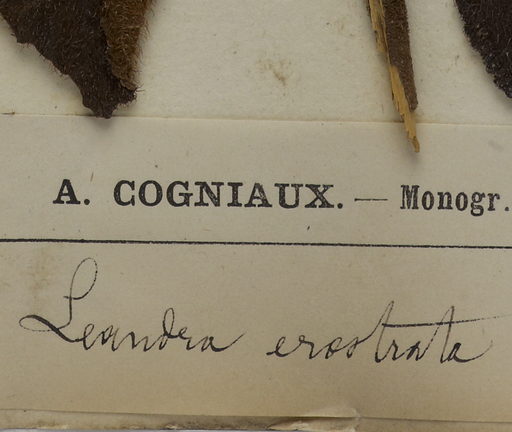 A. COGNIAUX. — Monogr.
Leandra erostrata